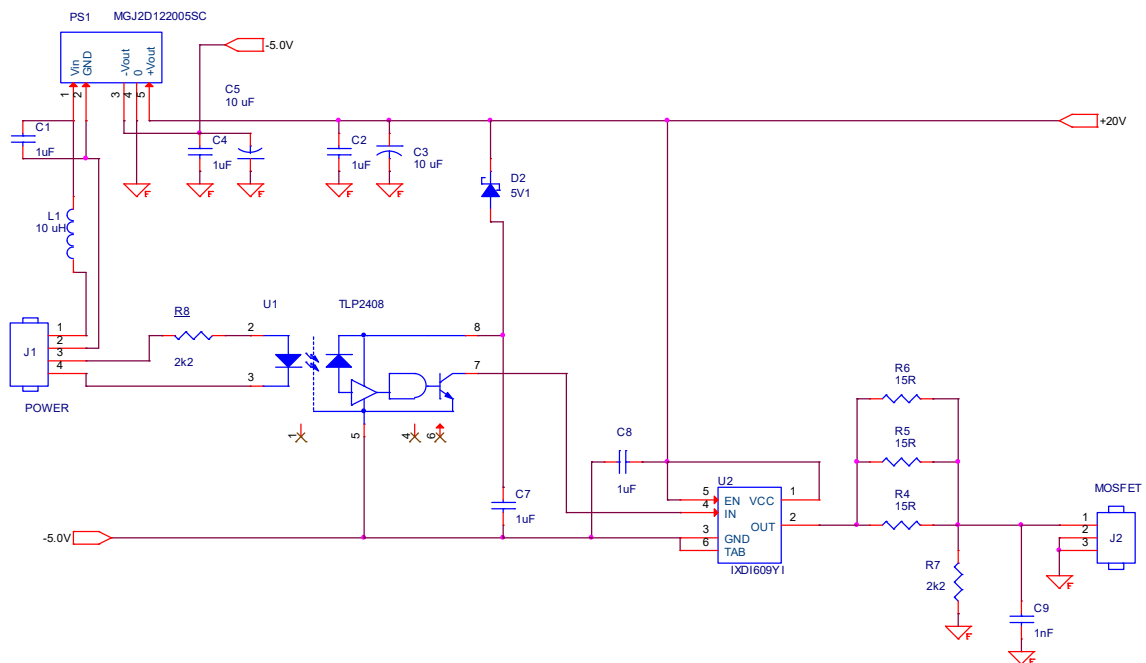 PS1 MGJ2D122005SC
-5.0V
Vin
GND
-Vout
0
+Vout
1
2
3
4
5
C5
10 uF
C1
1uF
C4
1uF
C2
1uF
C3
10 uF
+20V
D2
5V1
L1
10 uH
R8
2k2
U1 TLP2408
2
3
8
7
1
5
4
6
J1
1
2
3
4
POWER
C8
1uF
C7
1uF
-5.0V
U2
5 EN VCC 1
4 IN
OUT 2
3 GND
6 TAB
IXDI609YI
R6
15R
R5
15R
R4
15R
R7
2k2
C9
1nF
MOSFET
1
2
3
J2
F
F
F
F
F
F
F